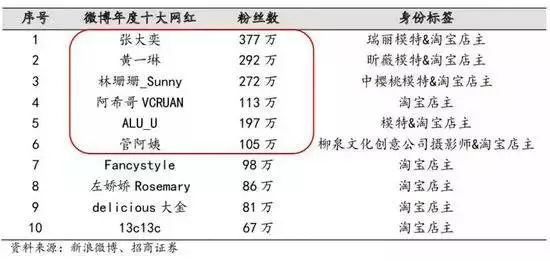 序号 微博年度十大网红 粉丝数 身份标签
1 张大奕 377 万 瑞丽模特&淘宝店主
2 黄一琳 292 万 昕薇模特&淘宝店主
3 林珊珊_Sunny 272 万 中樱桃模特&淘宝店主
4 阿希哥 VCRUAN 113 万 淘宝店主
5 ALU_U 197 万 模特&淘宝店主
6 管阿姨 105 万 柳泉文化创意公司摄影师&淘宝店主
7 Fancystyle 98 万 淘宝店主
8 左娇娇 Rosemary 86 万 淘宝店主
9 delicious 大金 81 万 淘宝店主
10 13c13c 67 万 淘宝店主
资料来源：新浪微博、招商证券